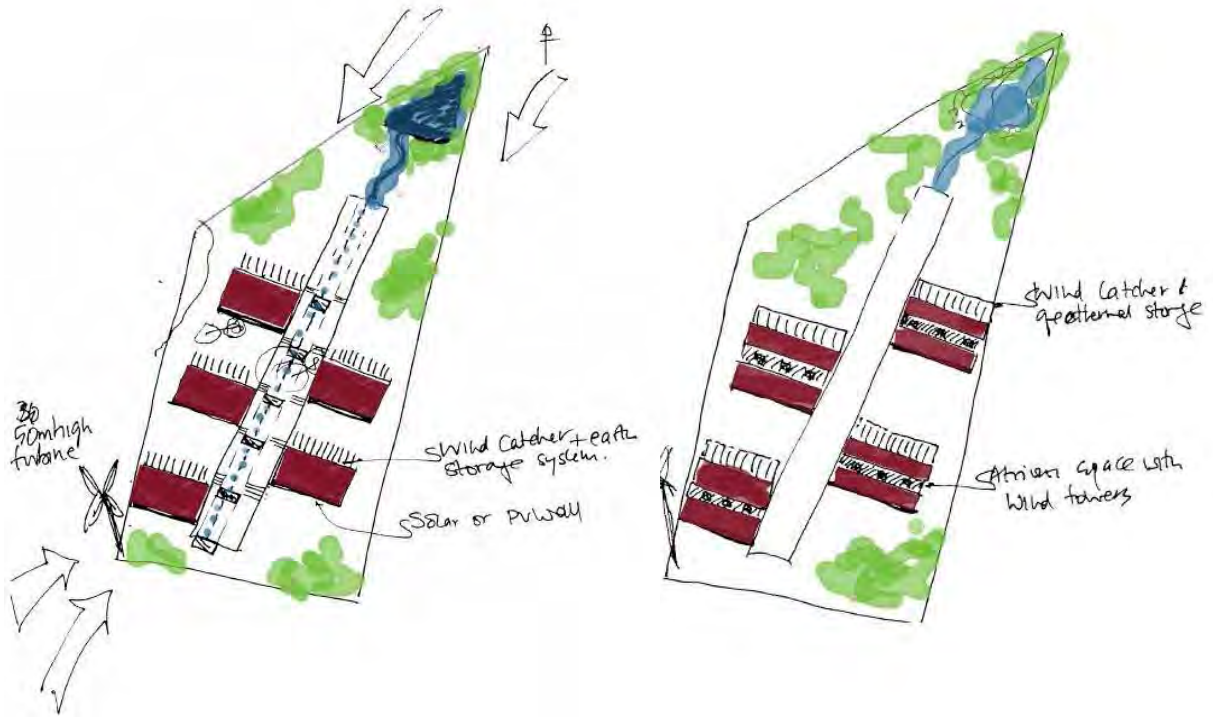 50m high
turbine
Wind Catcher + earth
storage system.
Solar or PV Wall
Wind Catcher &
geothermal storge
Atrium space with
Wind towers